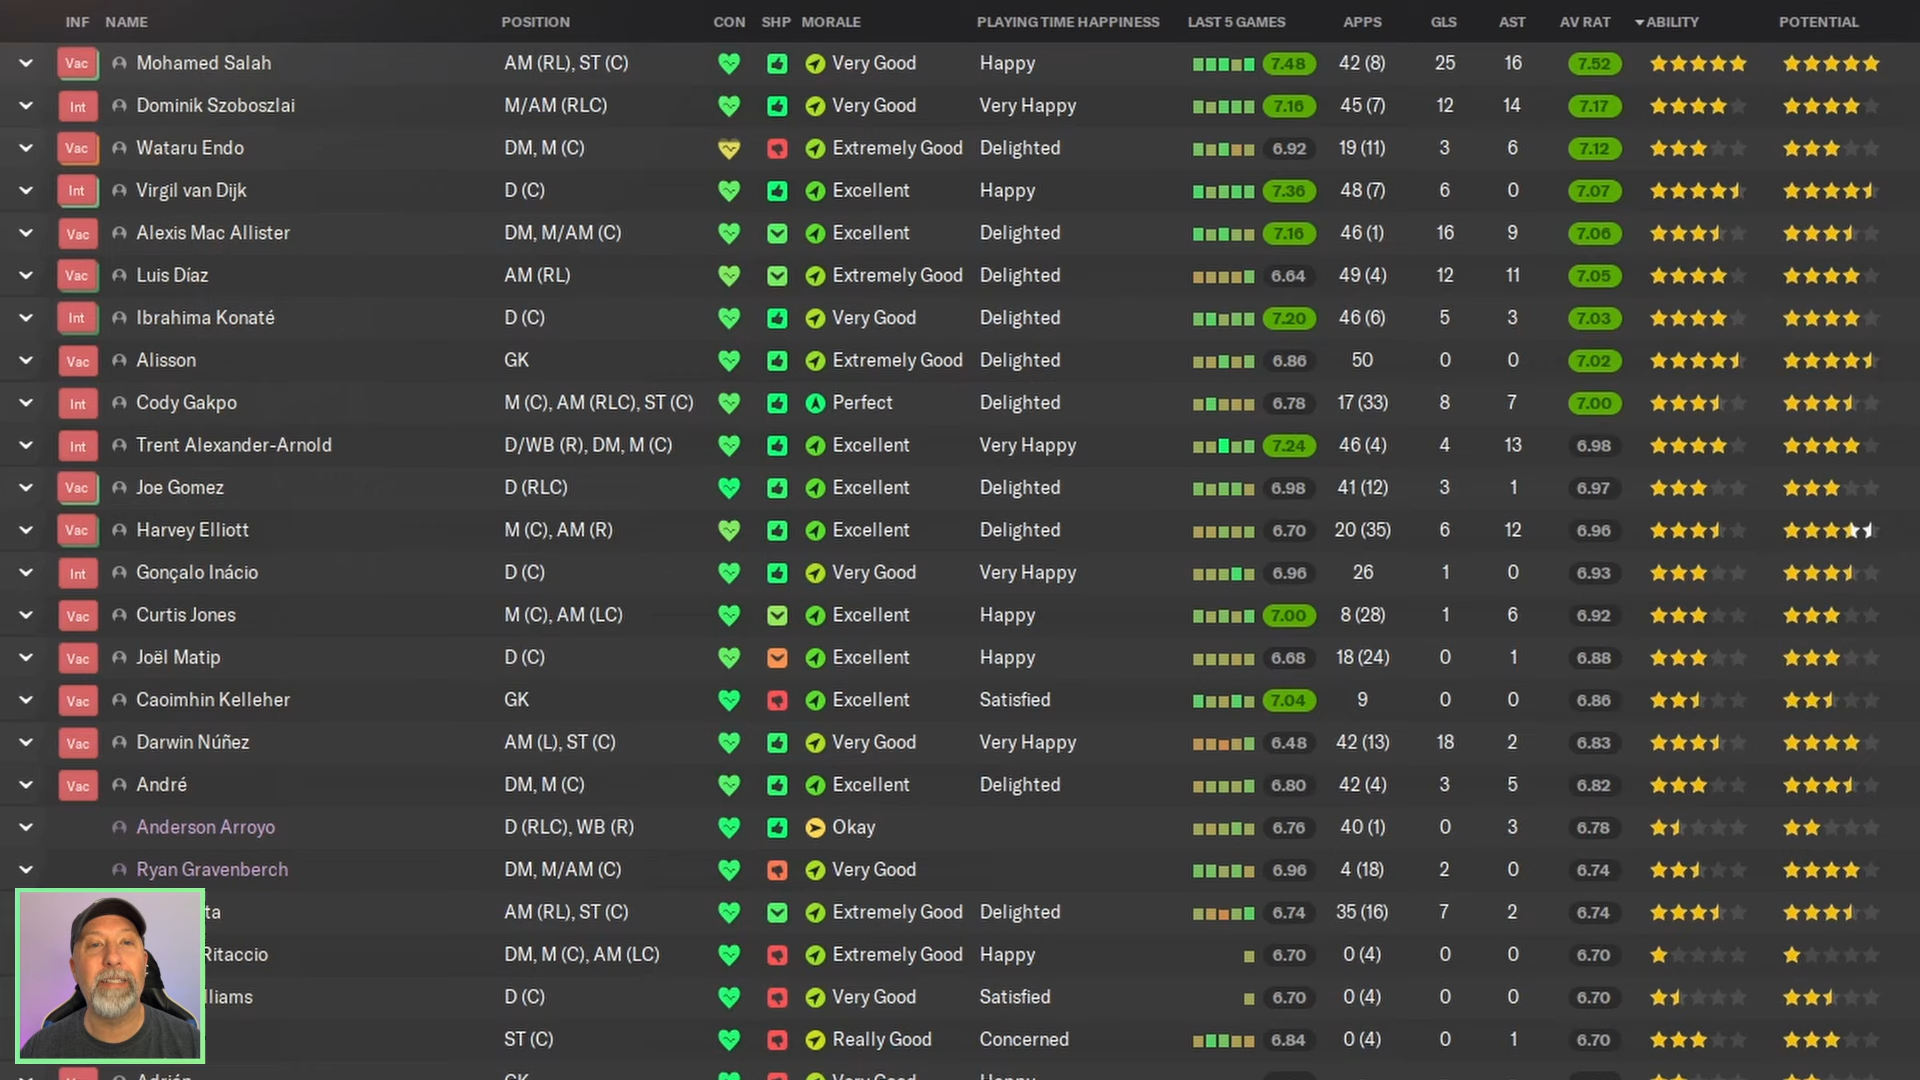 INF NAME POSITION CON SHP MORALE PLAYING TIME HAPPINESS LAST 5 GAMES APPS GLS AST AV RAT ABILITY POTENTIAL
Vac Mohamed Salah AM (RL), ST (C) Very Good Happy 7.48 42 (8) 25 16 7.52
Int Dominik Szoboszlai M/AM (RLC) Very Good Very Happy 7.16 45 (7) 12 14 7.17
Vac Wataru Endo DM, M (C) Extremely Good Delighted 6.92 19 (11) 3 6 7.12
Int Virgil van Dijk D (C) Excellent Happy 7.36 48 (7) 6 0 7.07
Vac Alexis Mac Allister DM, M/AM (C) Excellent Delighted 7.16 46 (1) 16 9 7.06
Vac Luis Díaz AM (RL) Extremely Good Delighted 6.64 49 (4) 12 11 7.05
Int Ibrahima Konaté D (C) Very Good Delighted 7.20 46 (6) 5 3 7.03
Vac Alisson GK Extremely Good Delighted 6.86 50 0 0 7.02
Int Cody Gakpo M (C), AM (RLC), ST (C) Perfect Delighted 6.78 17 (33) 8 7 7.00
Int Trent Alexander-Arnold D/WB (R), DM, M (C) Excellent Very Happy 7.24 46 (4) 4 13 6.98
Vac Joe Gomez D (RLC) Excellent Delighted 6.98 41 (12) 3 1 6.97
Vac Harvey Elliott M (C), AM (R) Excellent Delighted 6.70 20 (35) 6 12 6.96
Int Gonçalo Inácio D (C) Very Good Very Happy 6.96 26 1 0 6.93
Vac Curtis Jones M (C), AM (LC) Excellent Happy 7.00 8 (28) 1 6 6.92
Vac Joël Matip D (C) Excellent Happy 6.68 18 (24) 0 1 6.88
Vac Caoimhin Kelleher GK Excellent Satisfied 7.04 9 0 0 6.86
Vac Darwin Núñez AM (L), ST (C) Very Good Very Happy 6.48 42 (13) 18 2 6.83
Vac André DM, M (C) Excellent Delighted 6.80 42 (4) 3 5 6.82
Anderson Arroyo D (RLC), WB (R) Okay 6.76 40 (1) 0 3 6.78
Ryan Gravenberch DM, M/AM (C) Very Good 6.96 4 (18) 2 0 6.74
ta AM (RL), ST (C) Extremely Good Delighted 6.74 35 (16) 7 2 6.74
Ritaccio DM, M (C), AM (LC) Extremely Good Happy 6.70 0 (4) 0 0 6.70
lliams D (C) Very Good Satisfied 6.70 0 (4) 0 0 6.70
ST (C) Really Good Concerned 6.84 0 (4) 0 1 6.70